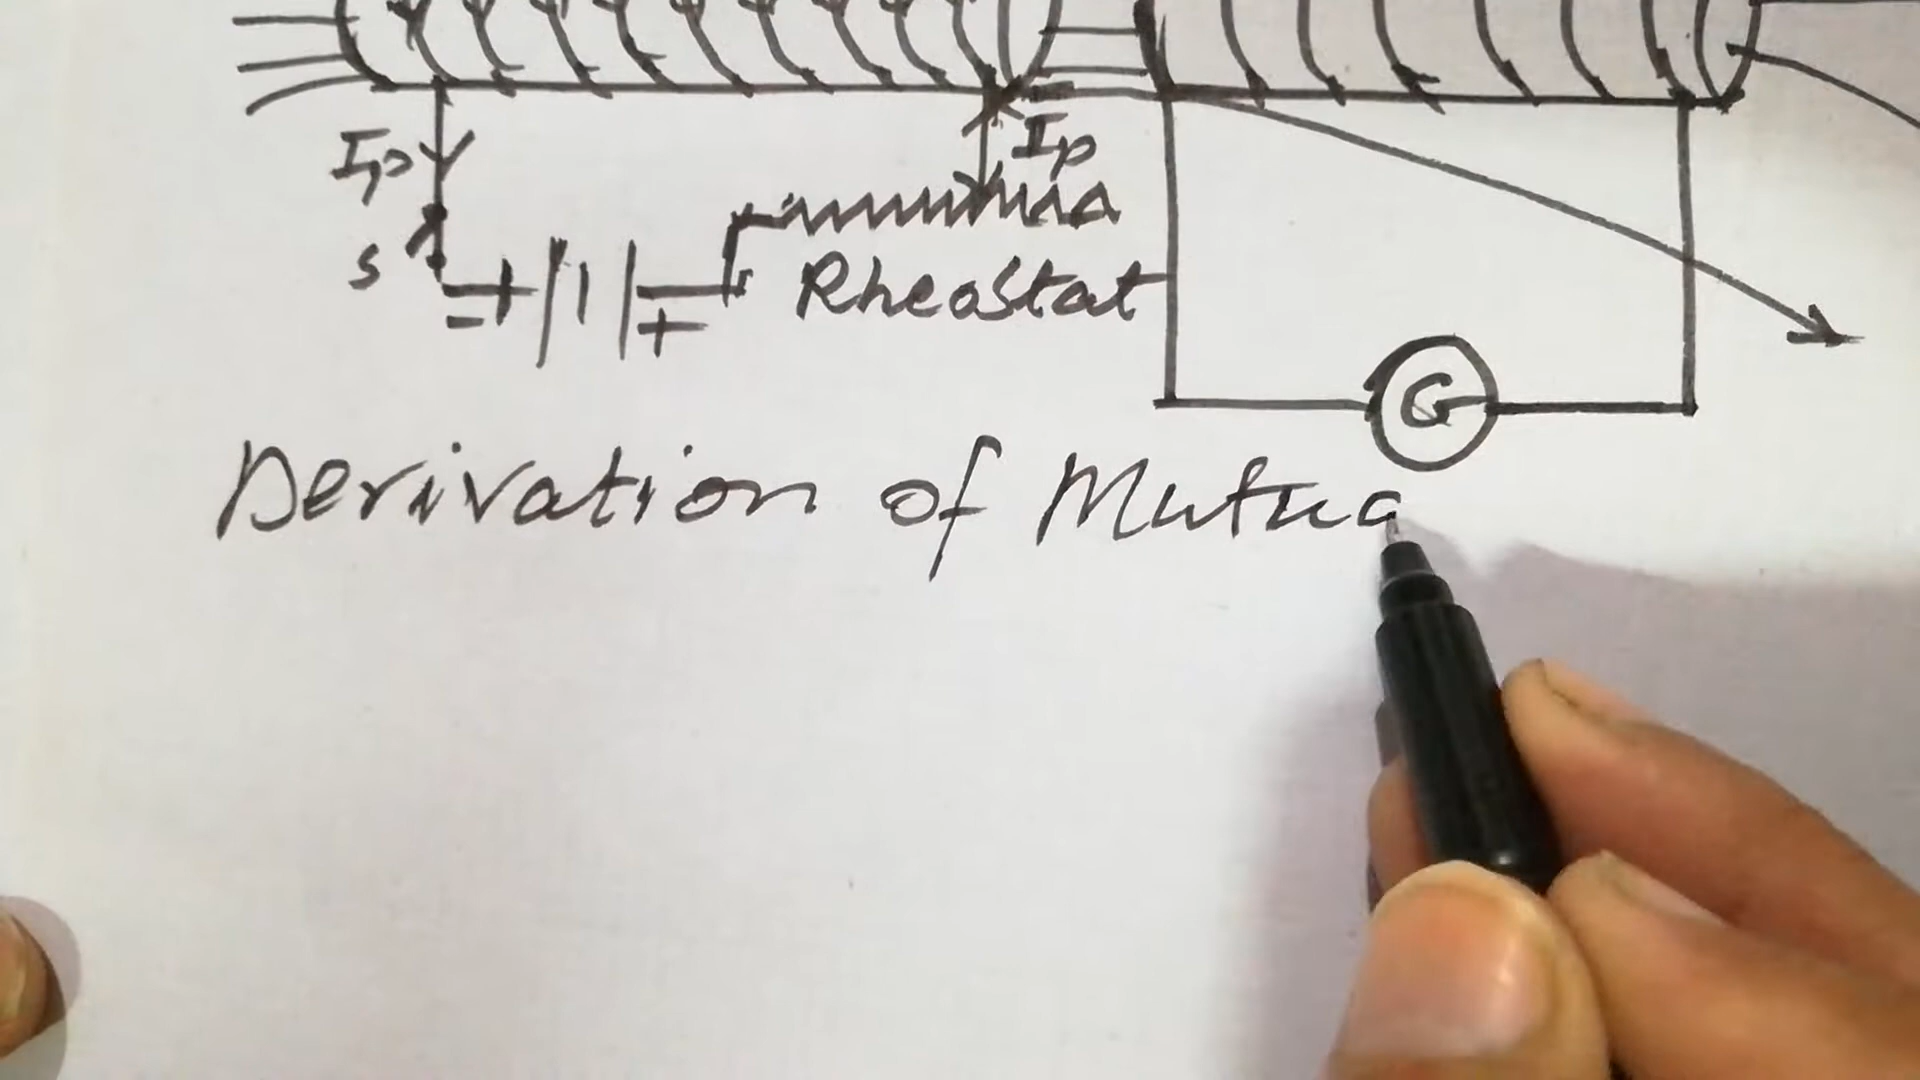 Ip
Ip
S
- +
Rheostat
G
Derivation of Mutua